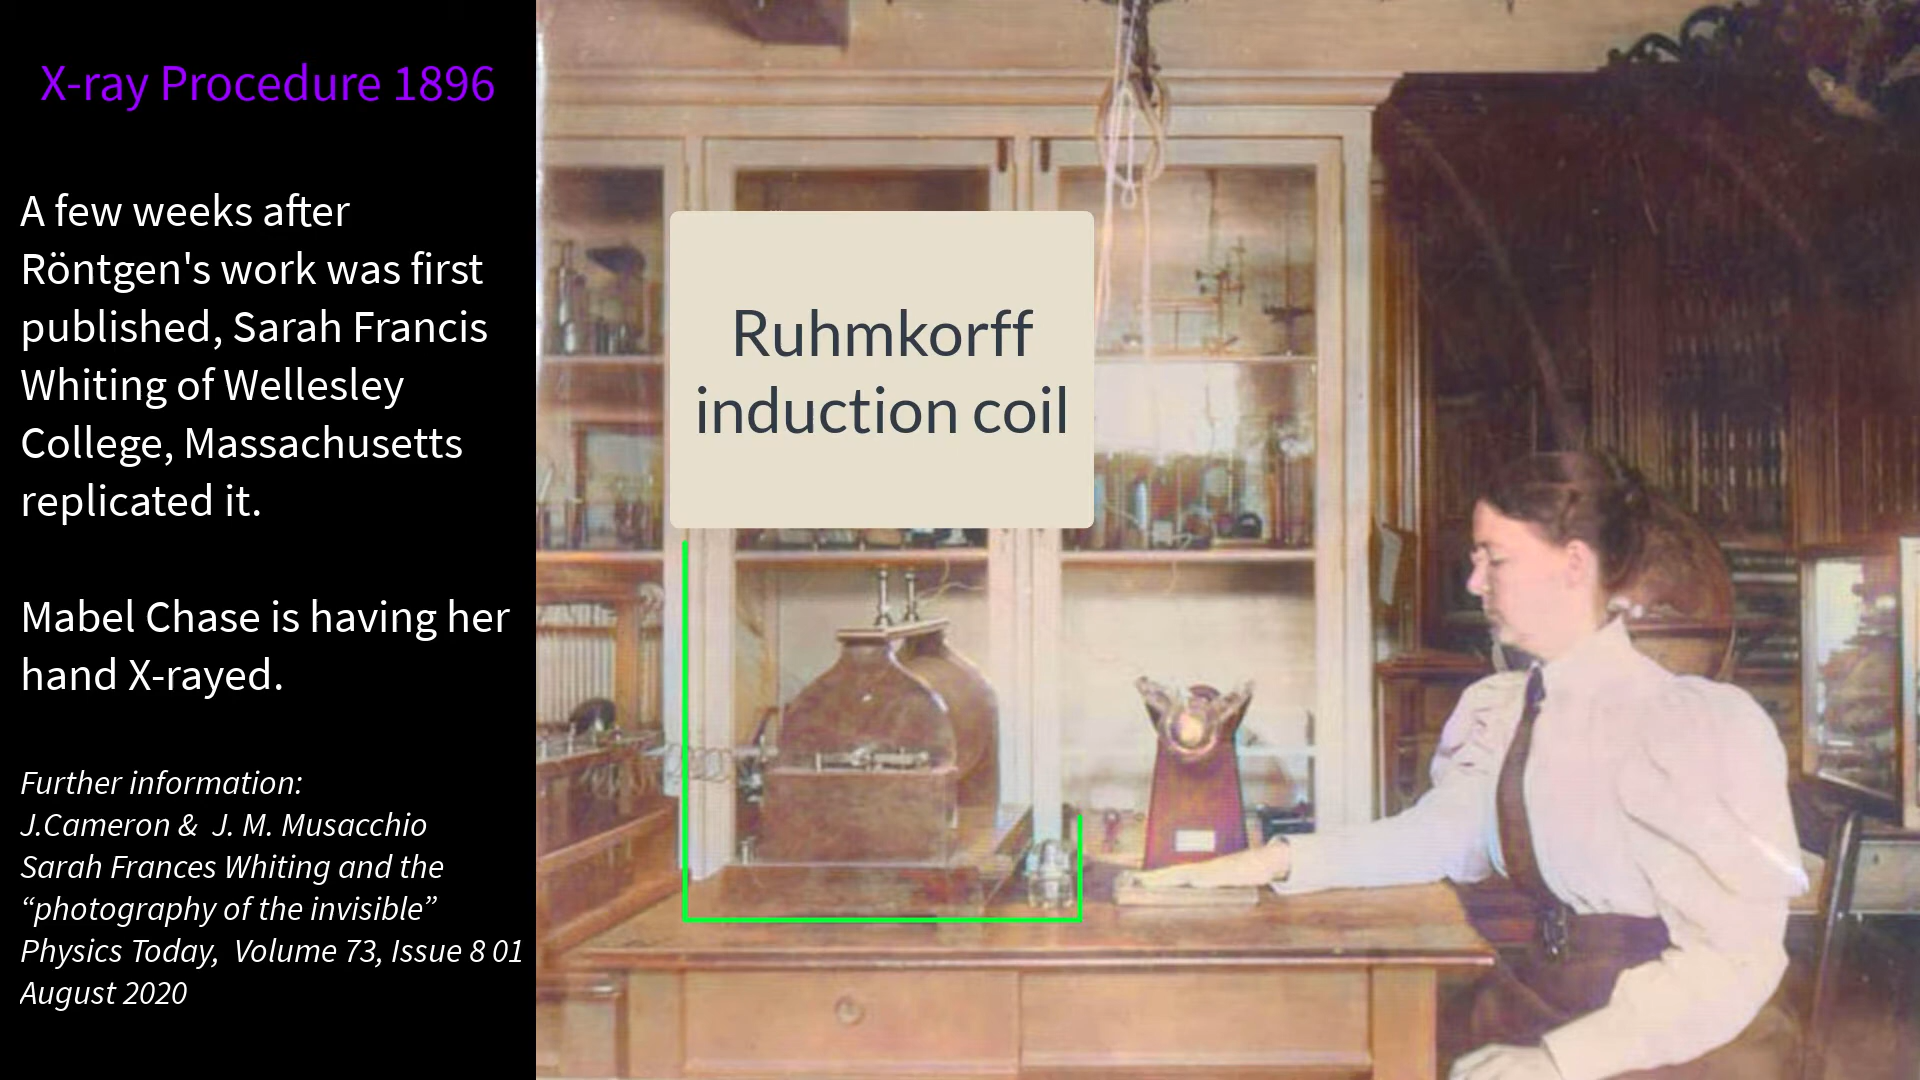 X-ray Procedure 1896
A few weeks after
Röntgen's work was first
published, Sarah Francis
Whiting of Wellesley
College, Massachusetts
replicated it.
Mabel Chase is having her
hand X-rayed.
Further information:
J.Cameron &  J. M. Musacchio
Sarah Frances Whiting and the
“photography of the invisible”
Physics Today,  Volume 73, Issue 8 01
August 2020
Ruhmkorff
induction coil